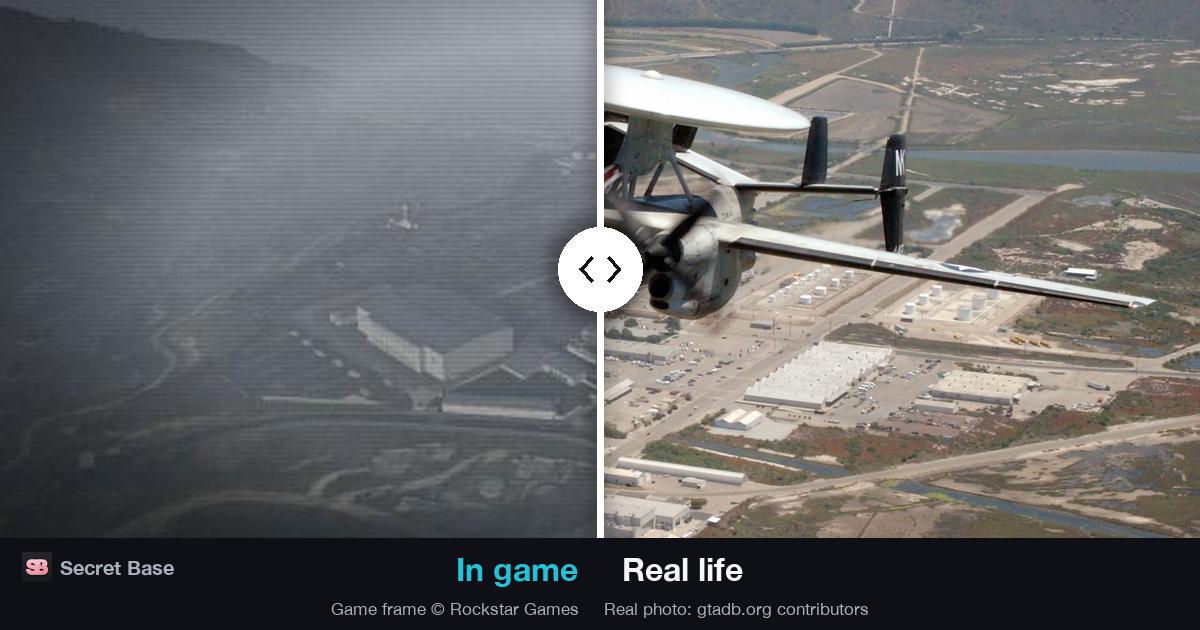 N
SB Secret Base
In game
Real life
Game frame © Rockstar Games
Real photo: gtadb.org contributors